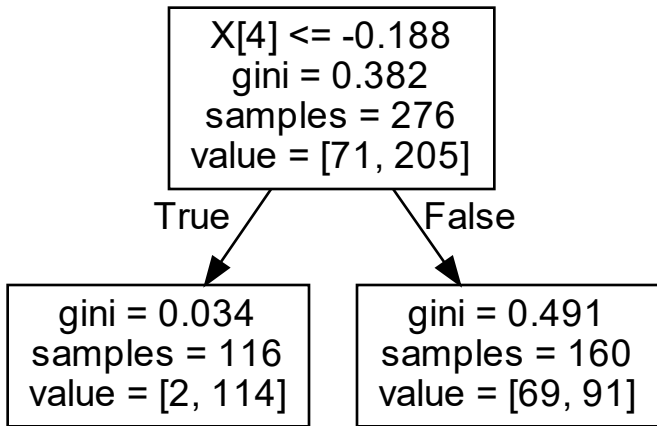 X[4] <= -0.188
gini = 0.382
samples = 276
value = [71, 205]
True
False
gini = 0.034
samples = 116
value = [2, 114]
gini = 0.491
samples = 160
value = [69, 91]